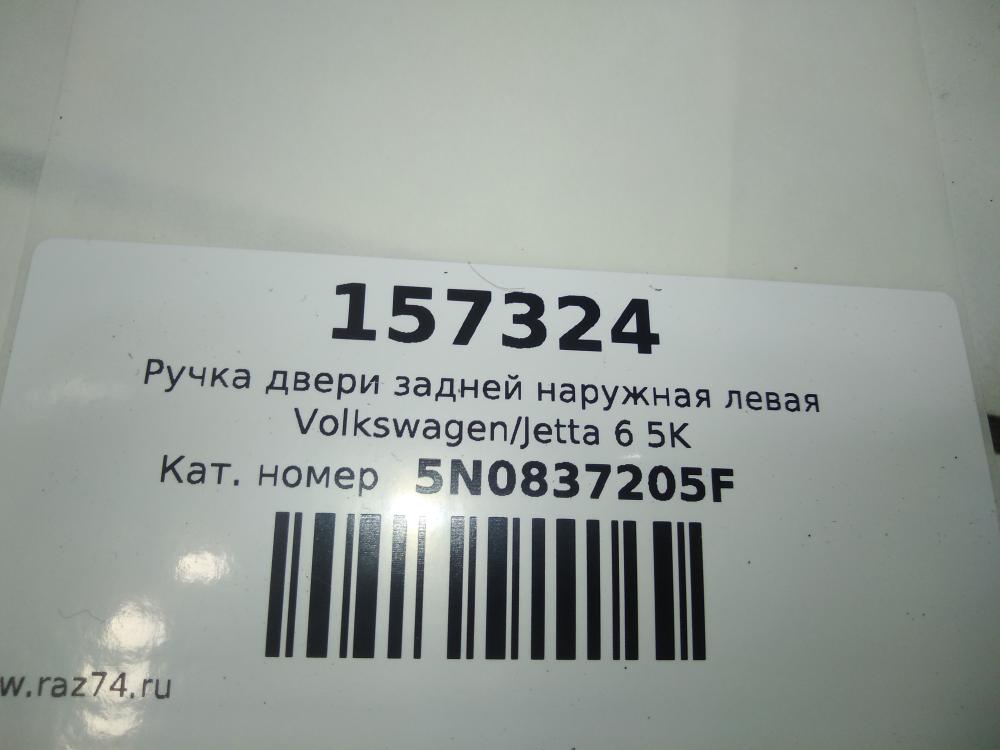 157324
Ручка двери задней наружная левая
Volkswagen/Jetta 6 5K
Кат. номер 5N0837205F
w.raz74.ru